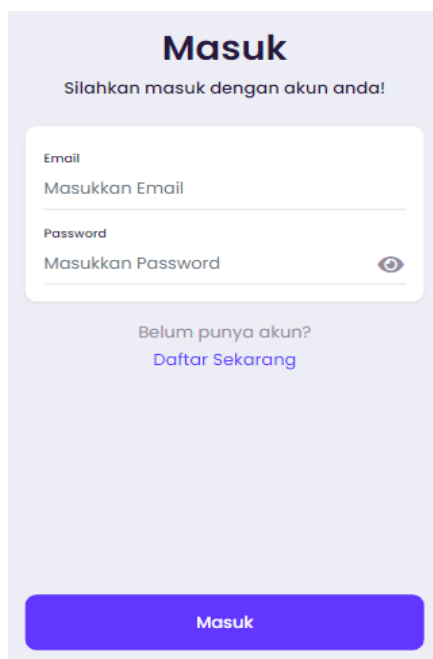 Masuk
Silahkan masuk dengan akun anda!
Email
Masukkan Email
Password
Masukkan Password
Belum punya akun?
Daftar Sekarang
Masuk